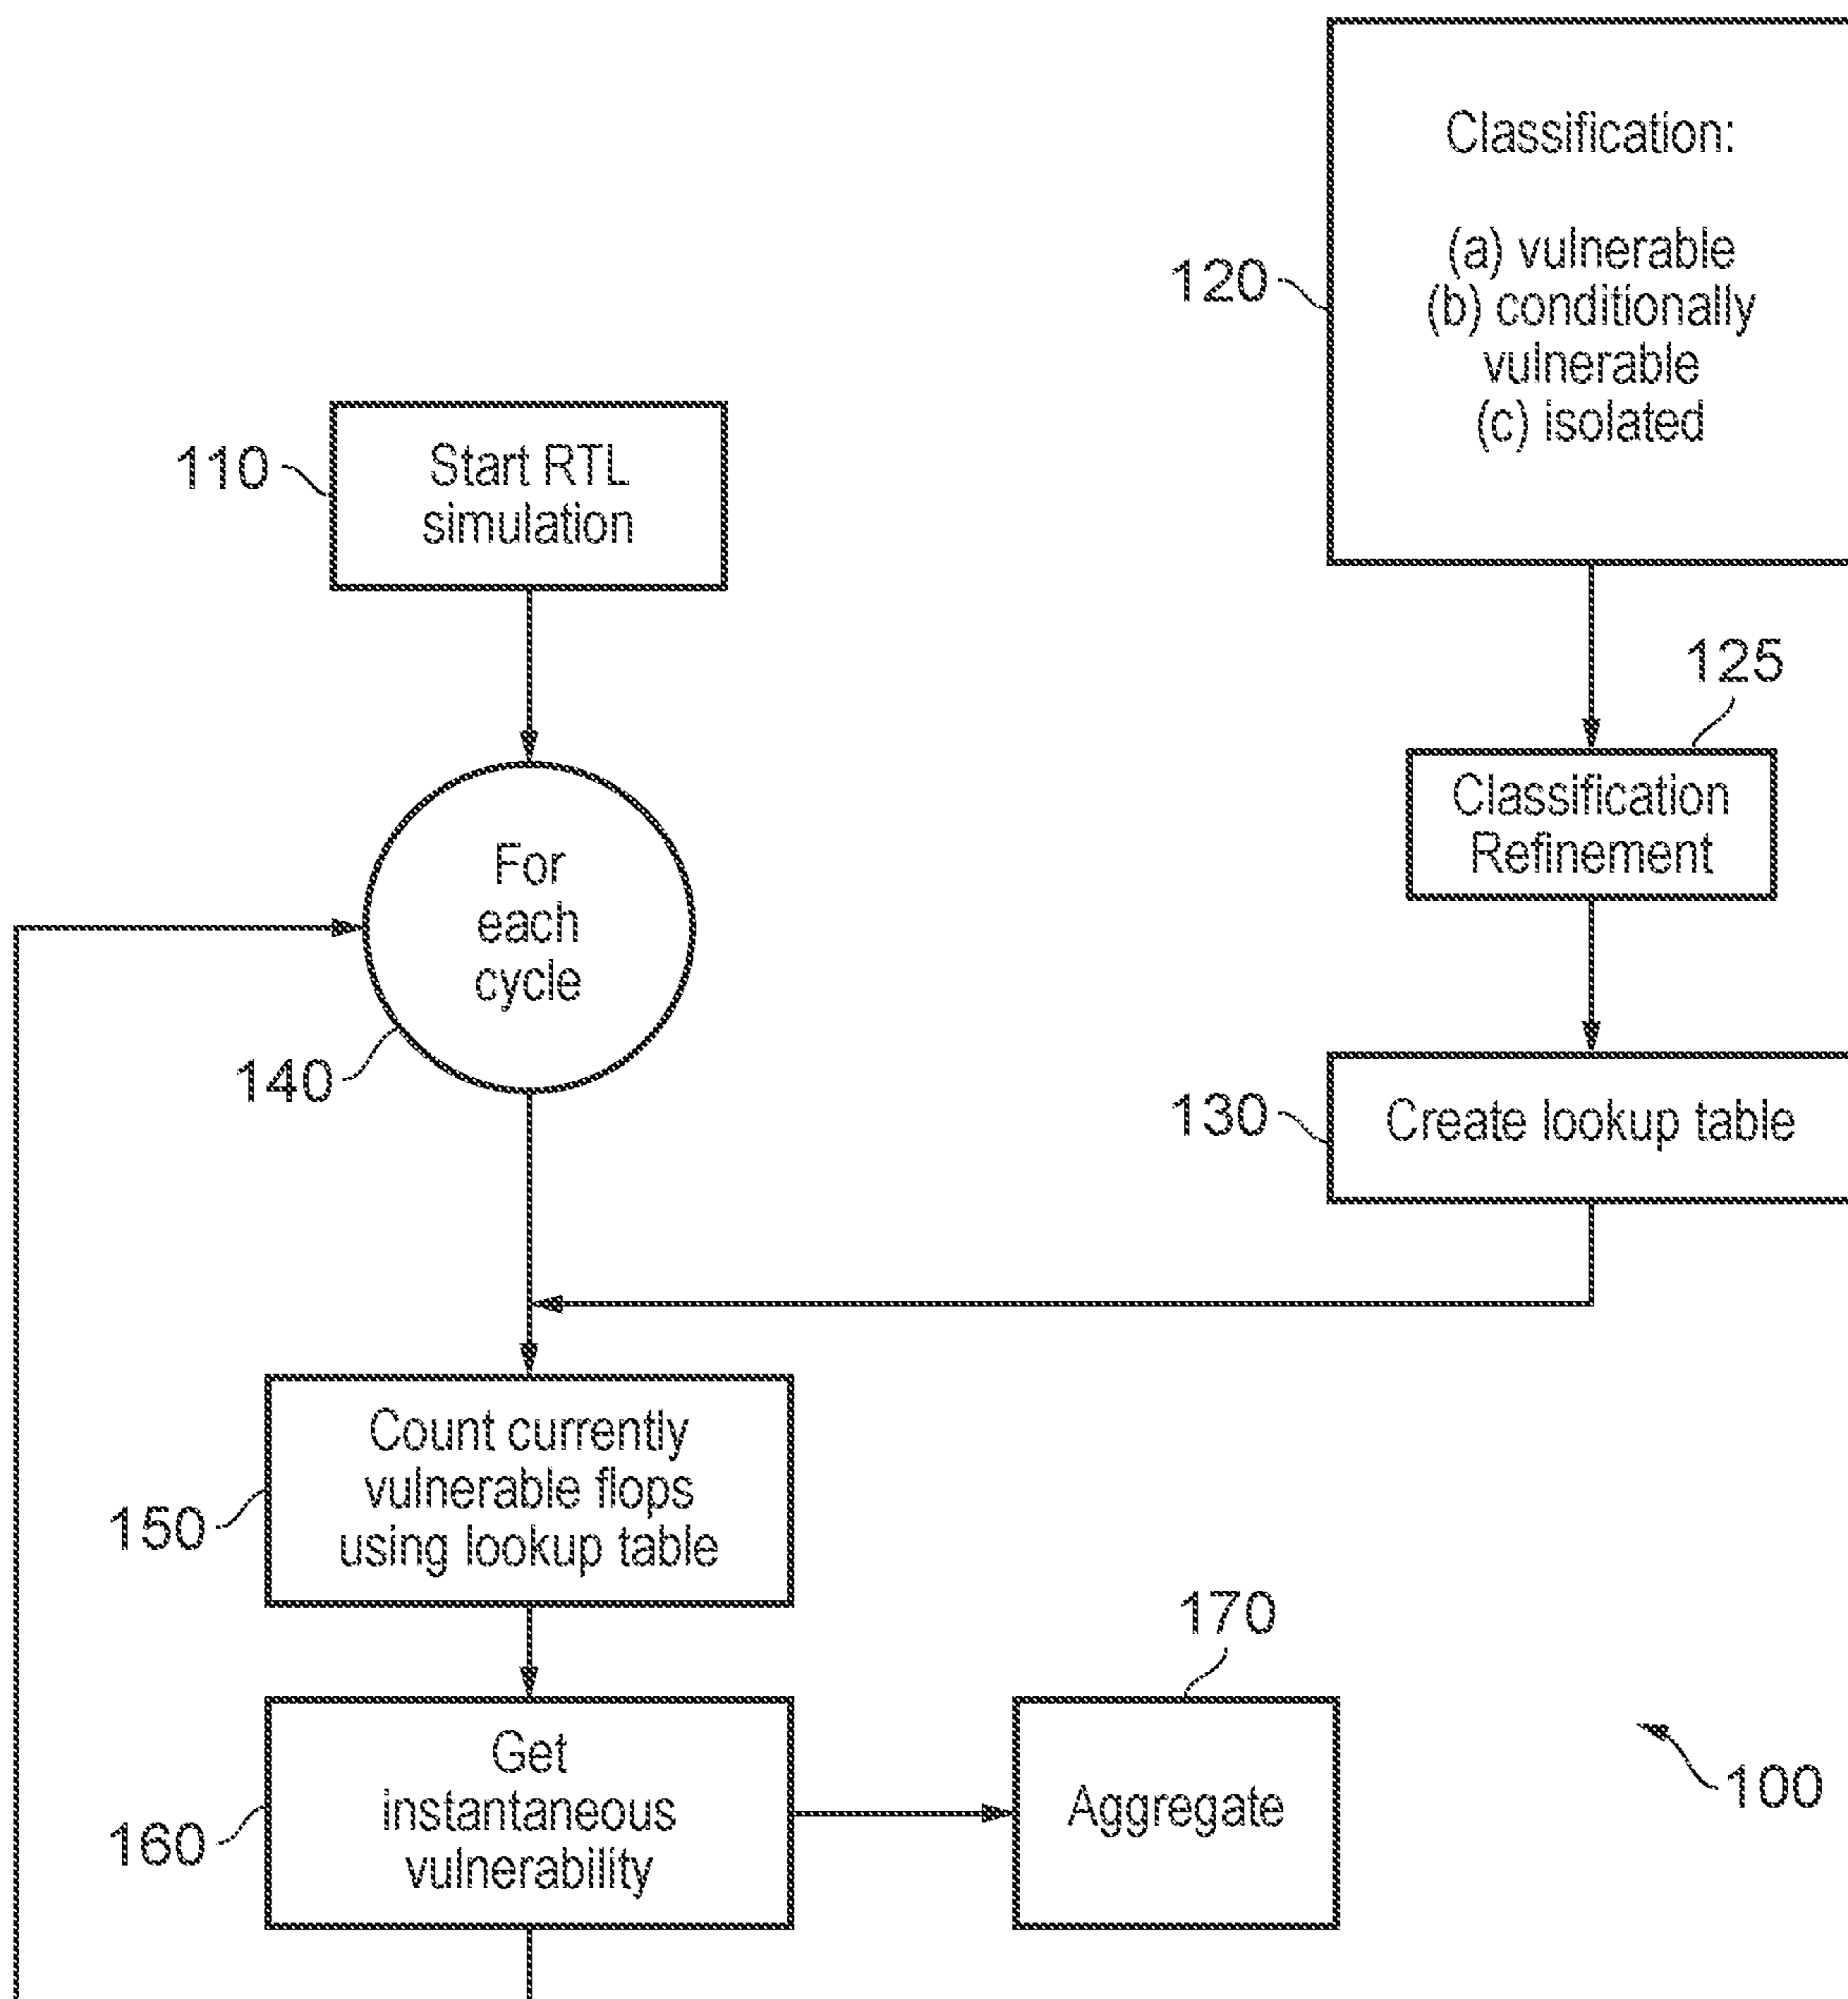 Classification:
(a) vulnerable
(b) conditionally
vulnerable
(c) isolated
120
110
Start RTL
simulation
125
Classification
Refinement
For
each
cycle
140
130
Create lookup table
Count currently
vulnerable flops
using lookup table
150
170
Get
instantaneous
vulnerability
160
Aggregate
100